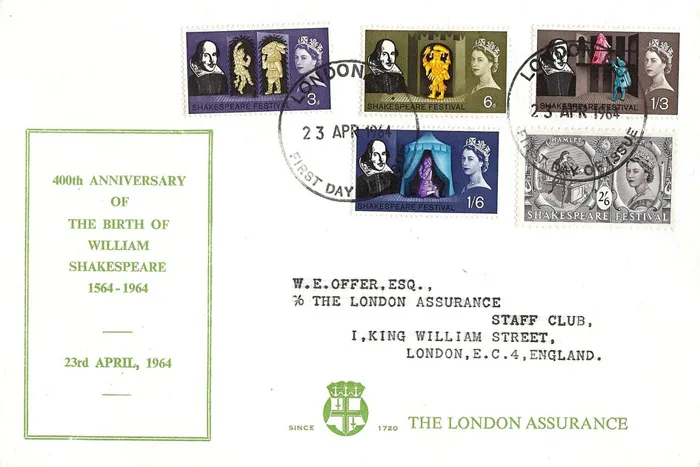 SHAKESPEARE FESTIVAL 3d
SHAKESPEARE FESTIVAL 6d
SHAKESPEARE FESTIVAL 1/3
LONDON
23 APR 1964
FIRST DAY
LONDON
23 APR 1964
FIRST DAY OF ISSUE
SHAKESPEARE FESTIVAL 1/6
HAMLET
2/6
SHAKESPEARE FESTIVAL
400th ANNIVERSARY
OF
THE BIRTH OF
WILLIAM
SHAKESPEARE
1564-1964
23rd APRIL, 1964
W.E.OFFER,ESQ.,
℅ THE LONDON ASSURANCE
STAFF CLUB,
1,KING WILLIAM STREET,
LONDON,E.C.4,ENGLAND.
SINCE 1720 THE LONDON ASSURANCE